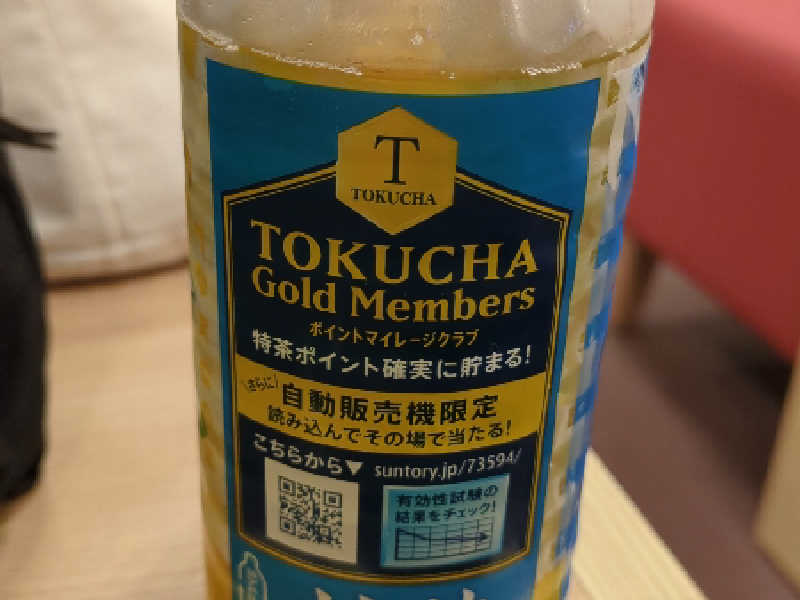 T
TOKUCHA
TOKUCHA
Gold Members
ポイントマイレージクラブ
特茶ポイント確実に貯まる!
さらに
自動販売機限定
読み込んでその場で当たる!
こちらから▼ suntory.jp/73594/
有効性試験の
結果をチェック!